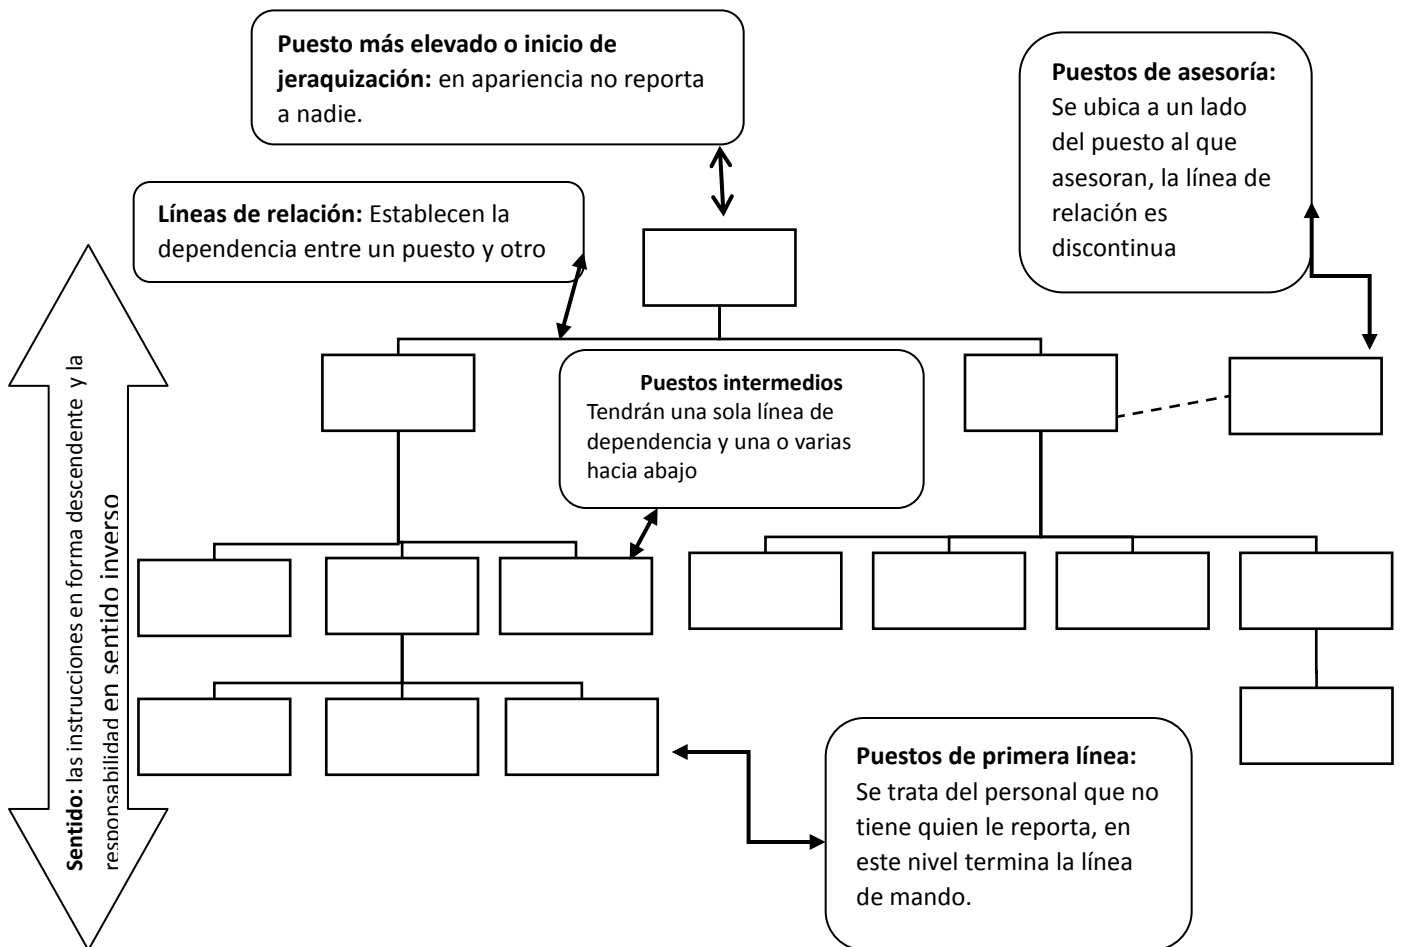 Puesto más elevado o inicio de
jeraquización: en apariencia no reporta
a nadie.
Puestos de asesoría:
Se ubica a un lado
del puesto al que
asesoran, la línea de
relación es
discontinua
Líneas de relación: Establecen la
dependencia entre un puesto y otro
Puestos intermedios
Tendrán una sola línea de
dependencia y una o varias
hacia abajo
Sentido: las instrucciones en forma descendente y la
responsabilidad en sentido inverso
Puestos de primera línea:
Se trata del personal que no
tiene quien le reporta, en
este nivel termina la línea
de mando.